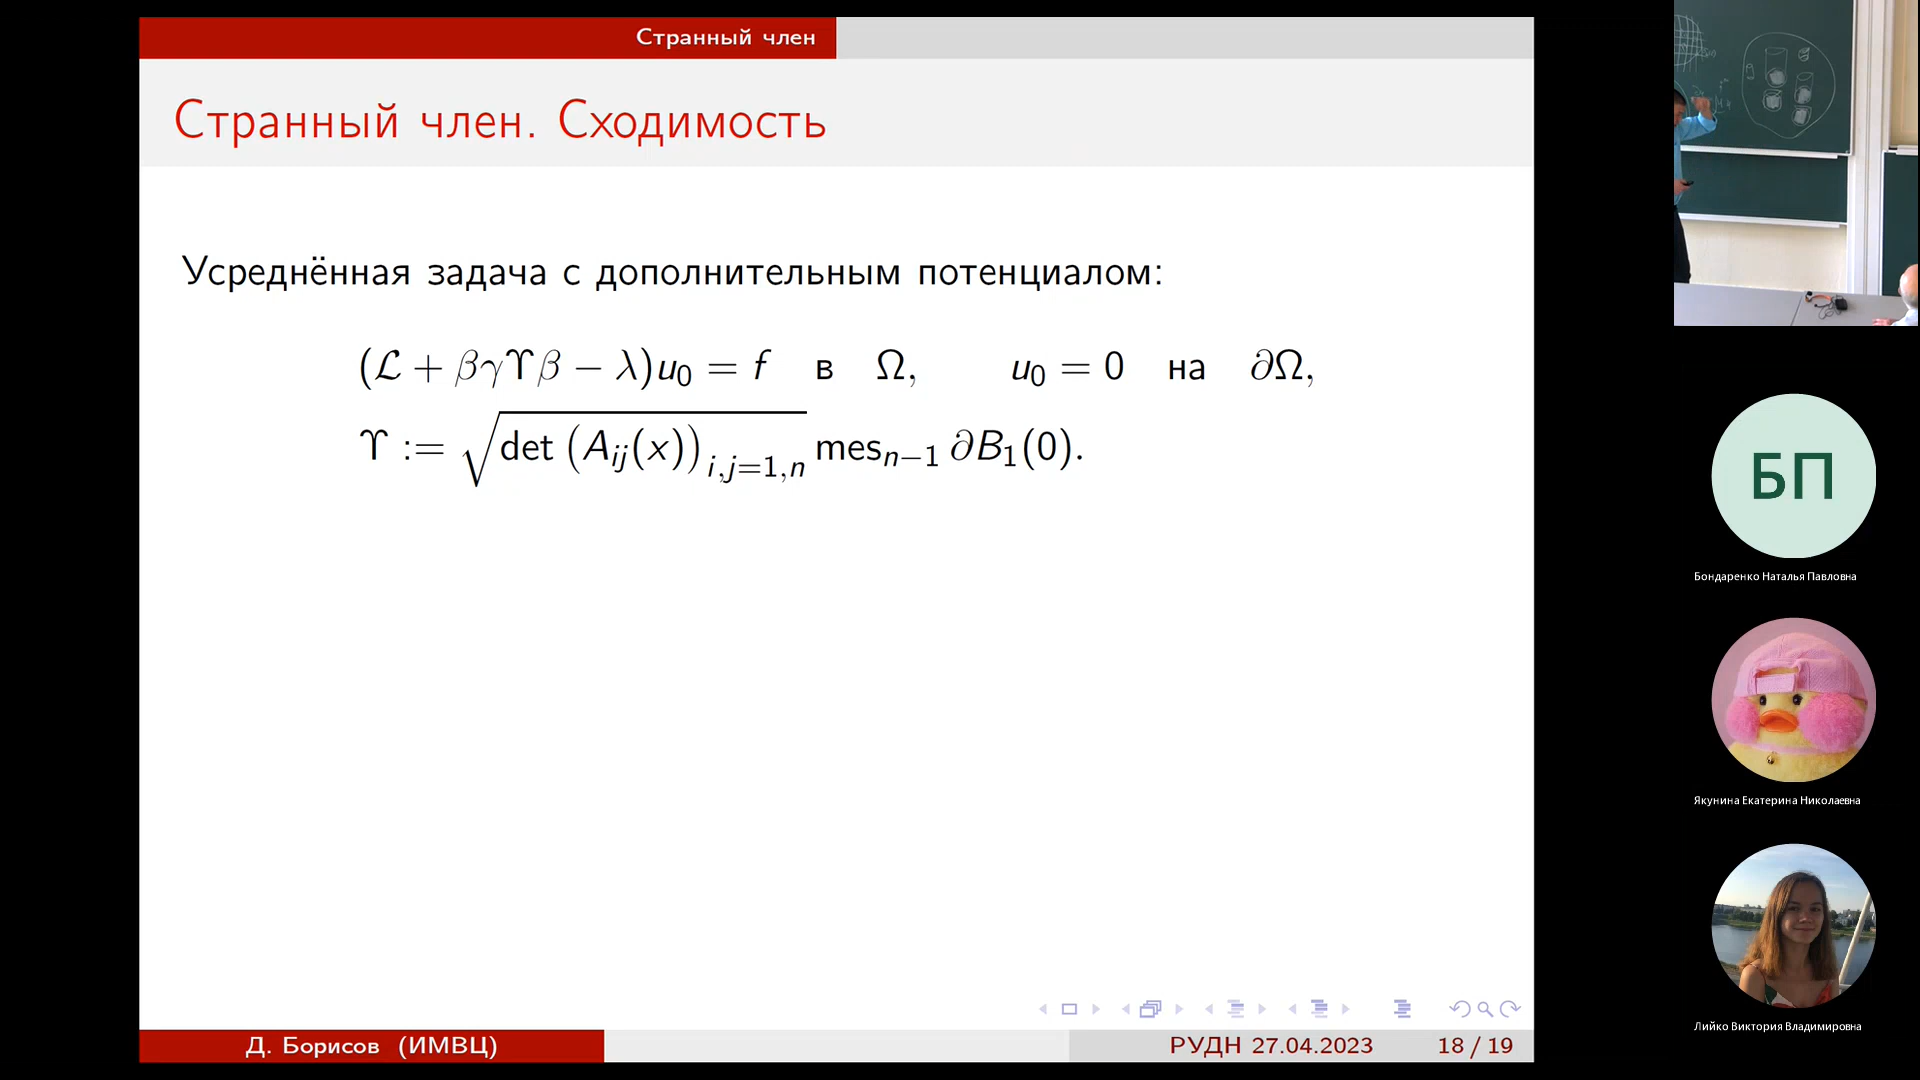 Странный член
Странный член. Сходимость
Усреднённая задача с дополнительным потенциалом:
(ℒ + βγϒβ − λ)u₀ = f в Ω, u₀ = 0 на ∂Ω,
ϒ := √det (Aᵢⱼ(x))ᵢ,ⱼ₌₁,ₙ mesₙ₋₁ ∂B₁(0).
Д. Борисов (ИМВЦ) РУДН 27.04.2023 18 / 19
БП
Бондаренко Наталья Павловна
Якунина Екатерина Николаевна
Лийко Виктория Владимировна